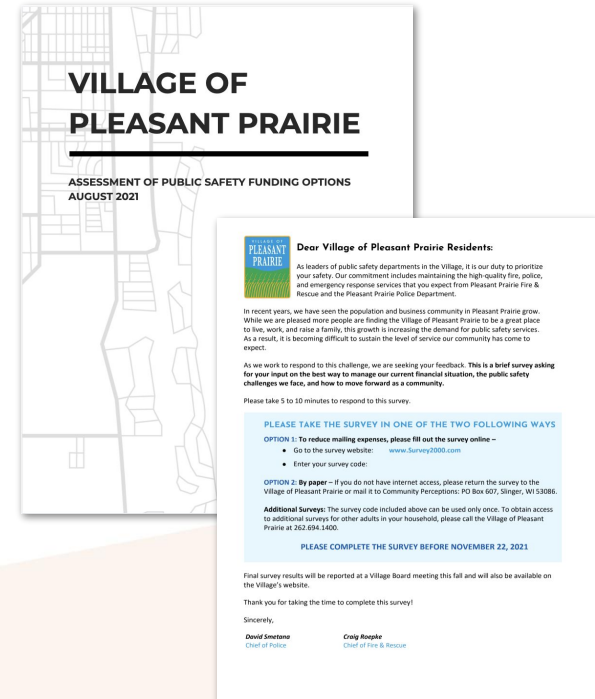 VILLAGE OF
PLEASANT PRAIRIE
ASSESSMENT OF PUBLIC SAFETY FUNDING OPTIONS
AUGUST 2021
VILLAGE OF
PLEASANT
PRAIRIE
Dear Village of Pleasant Prairie Residents:
As leaders of public safety departments in the Village, it is our duty to prioritize
your safety. Our commitment includes maintaining the high-quality fire, police,
and emergency response services that you expect from Pleasant Prairie Fire &
Rescue and the Pleasant Prairie Police Department.
In recent years, we have seen the population and business community in Pleasant Prairie grow.
While we are pleased more people are finding the Village of Pleasant Prairie to be a great place
to live, work, and raise a family, this growth is increasing the demand for public safety services.
As a result, it is becoming difficult to sustain the level of service our community has come to
expect.
As we work to respond to this challenge, we are seeking your feedback. This is a brief survey asking
for your input on the best way to manage our current financial situation, the public safety
challenges we face, and how to move forward as a community.
Please take 5 to 10 minutes to respond to this survey.
PLEASE TAKE THE SURVEY IN ONE OF THE TWO FOLLOWING WAYS
OPTION 1: To reduce mailing expenses, please fill out the survey online –
• Go to the survey website: www.Survey2000.com
• Enter your survey code:
OPTION 2: By paper – If you do not have internet access, please return the survey to the
Village of Pleasant Prairie or mail it to Community Perceptions: PO Box 607, Slinger, WI 53086.
Additional Surveys: The survey code included above can be used only once. To obtain access
to additional surveys for other adults in your household, please call the Village of Pleasant
Prairie at 262.694.1400.
PLEASE COMPLETE THE SURVEY BEFORE NOVEMBER 22, 2021
Final survey results will be reported at a Village Board meeting this fall and will also be available on
the Village's website.
Thank you for taking the time to complete this survey!
Sincerely,
David Smetana Craig Roepke
Chief of Police Chief of Fire & Rescue